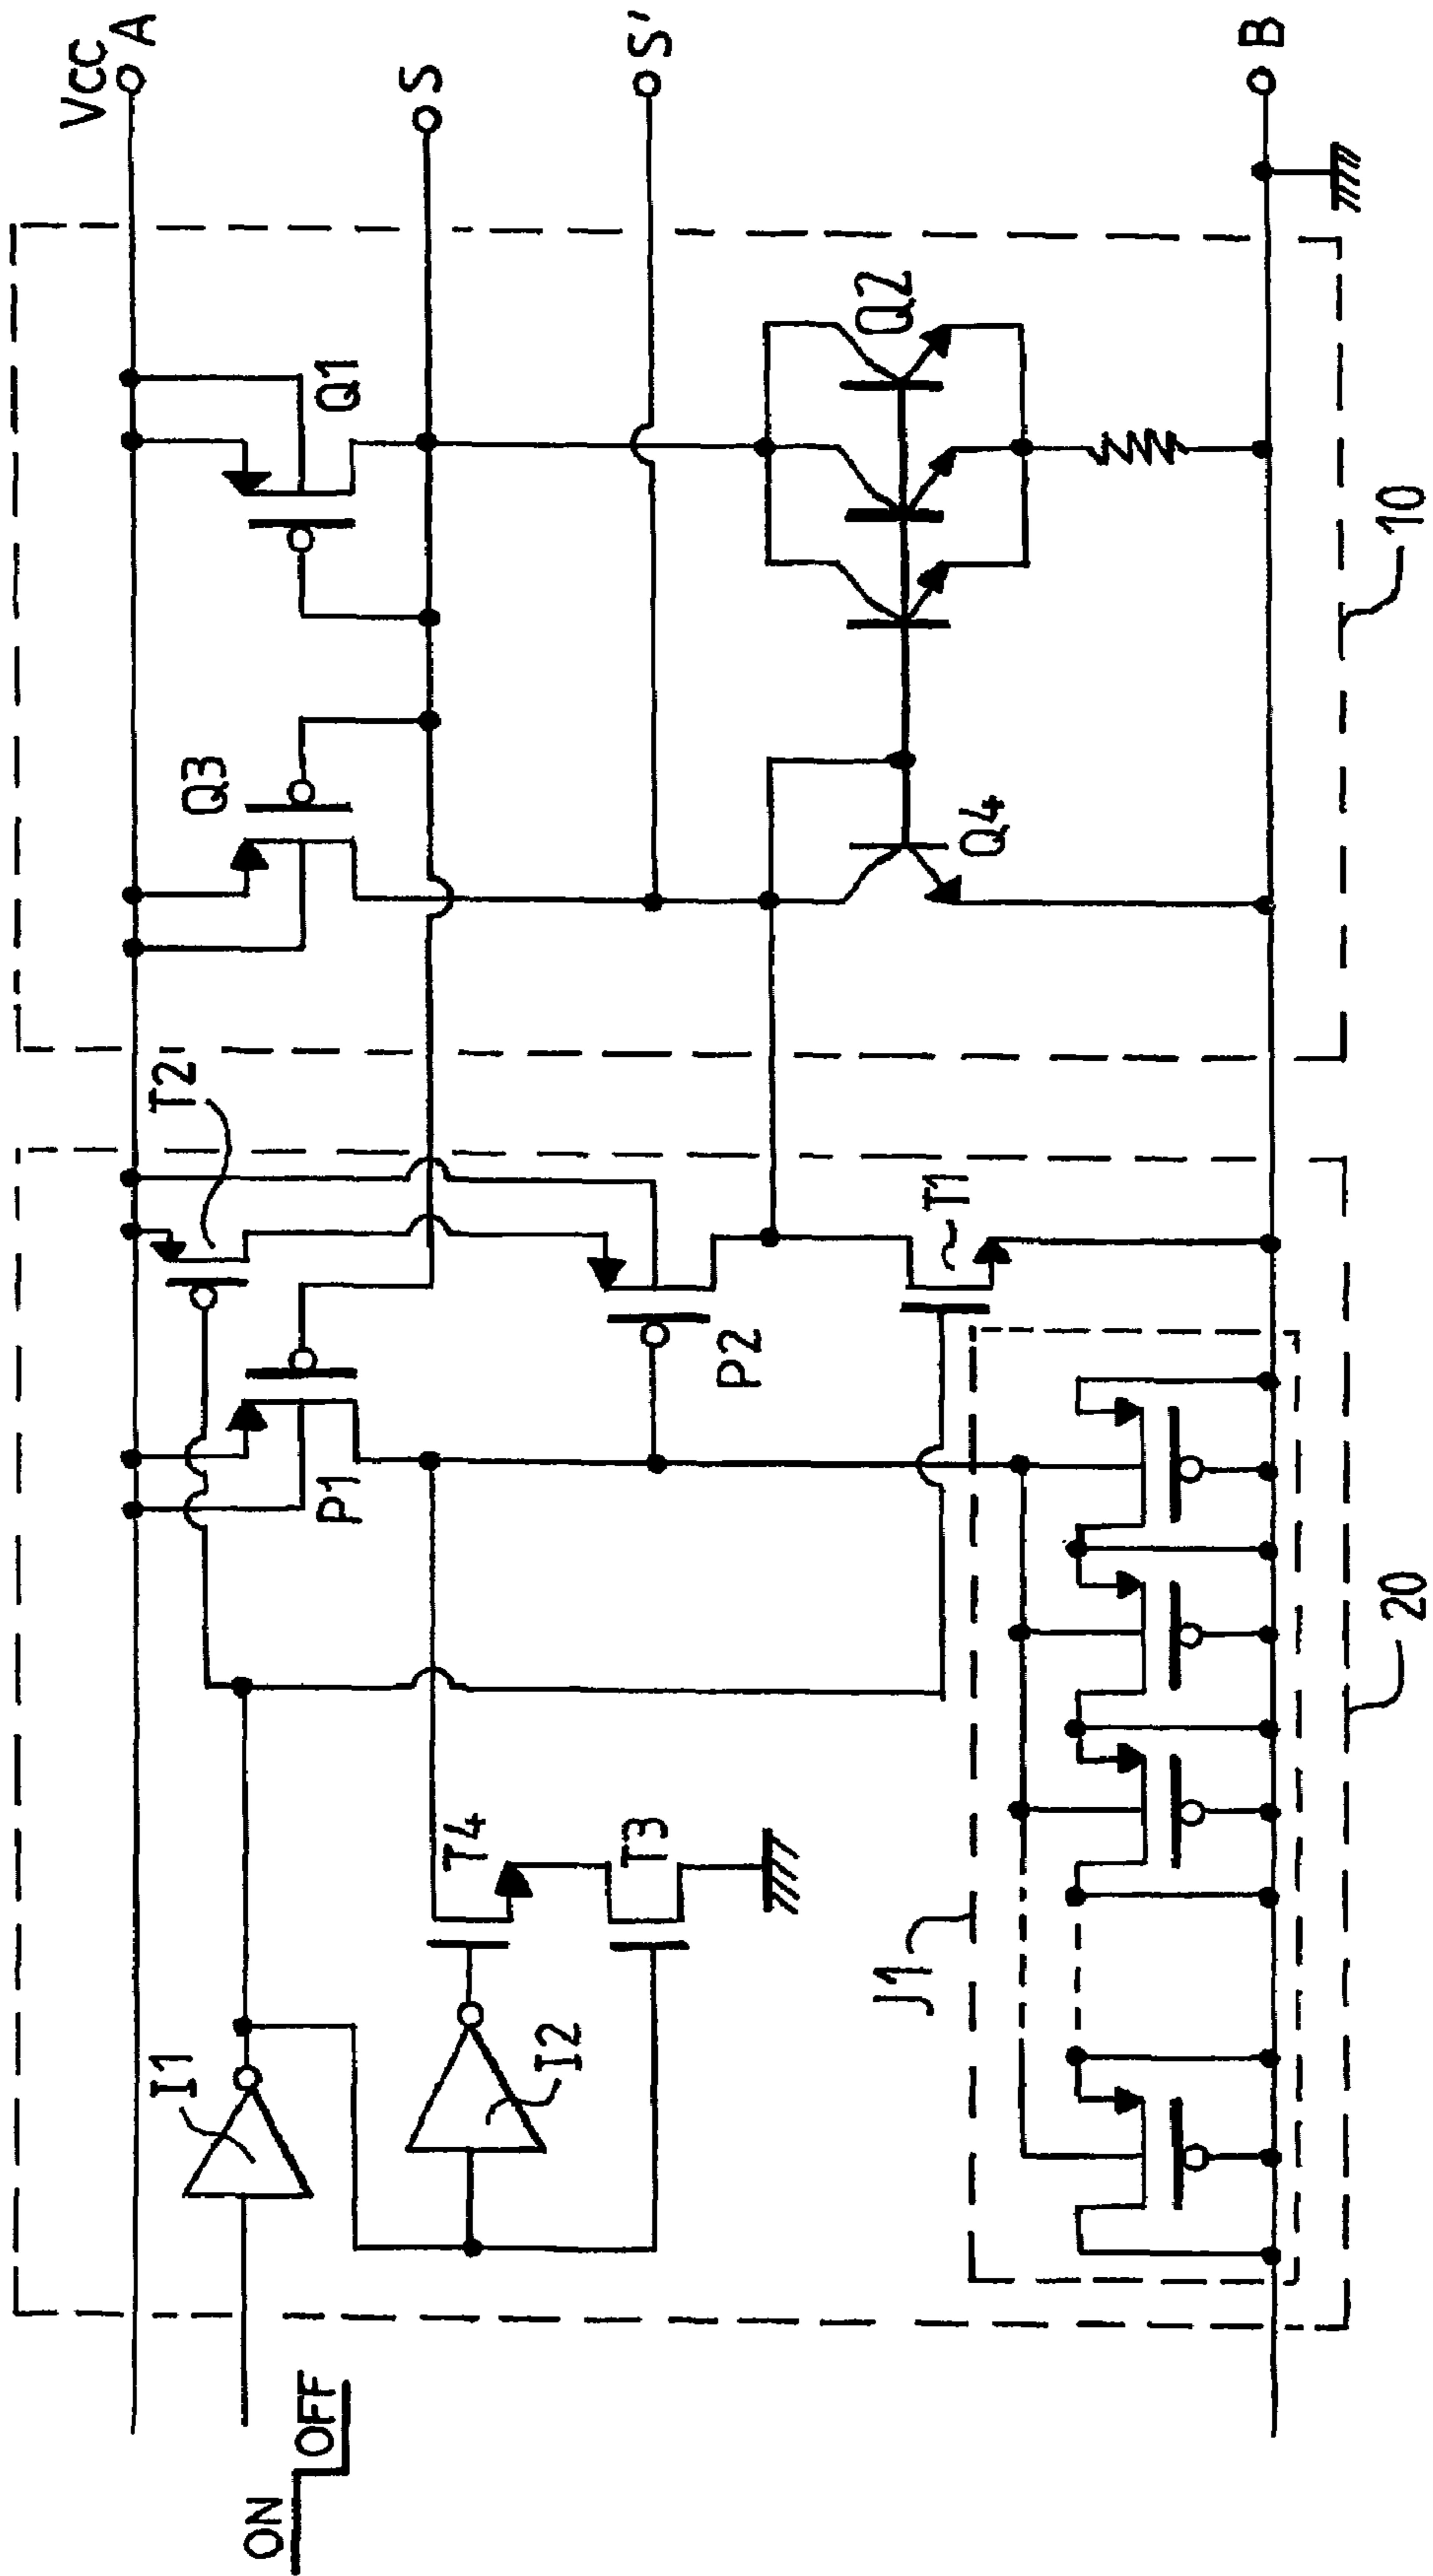 VCC
A
S
S'
B
Q1
Q2
Q3
Q4
10
T2'
P1
P2
T1
T4
T3
J1
I1
I2
20
ON
OFF